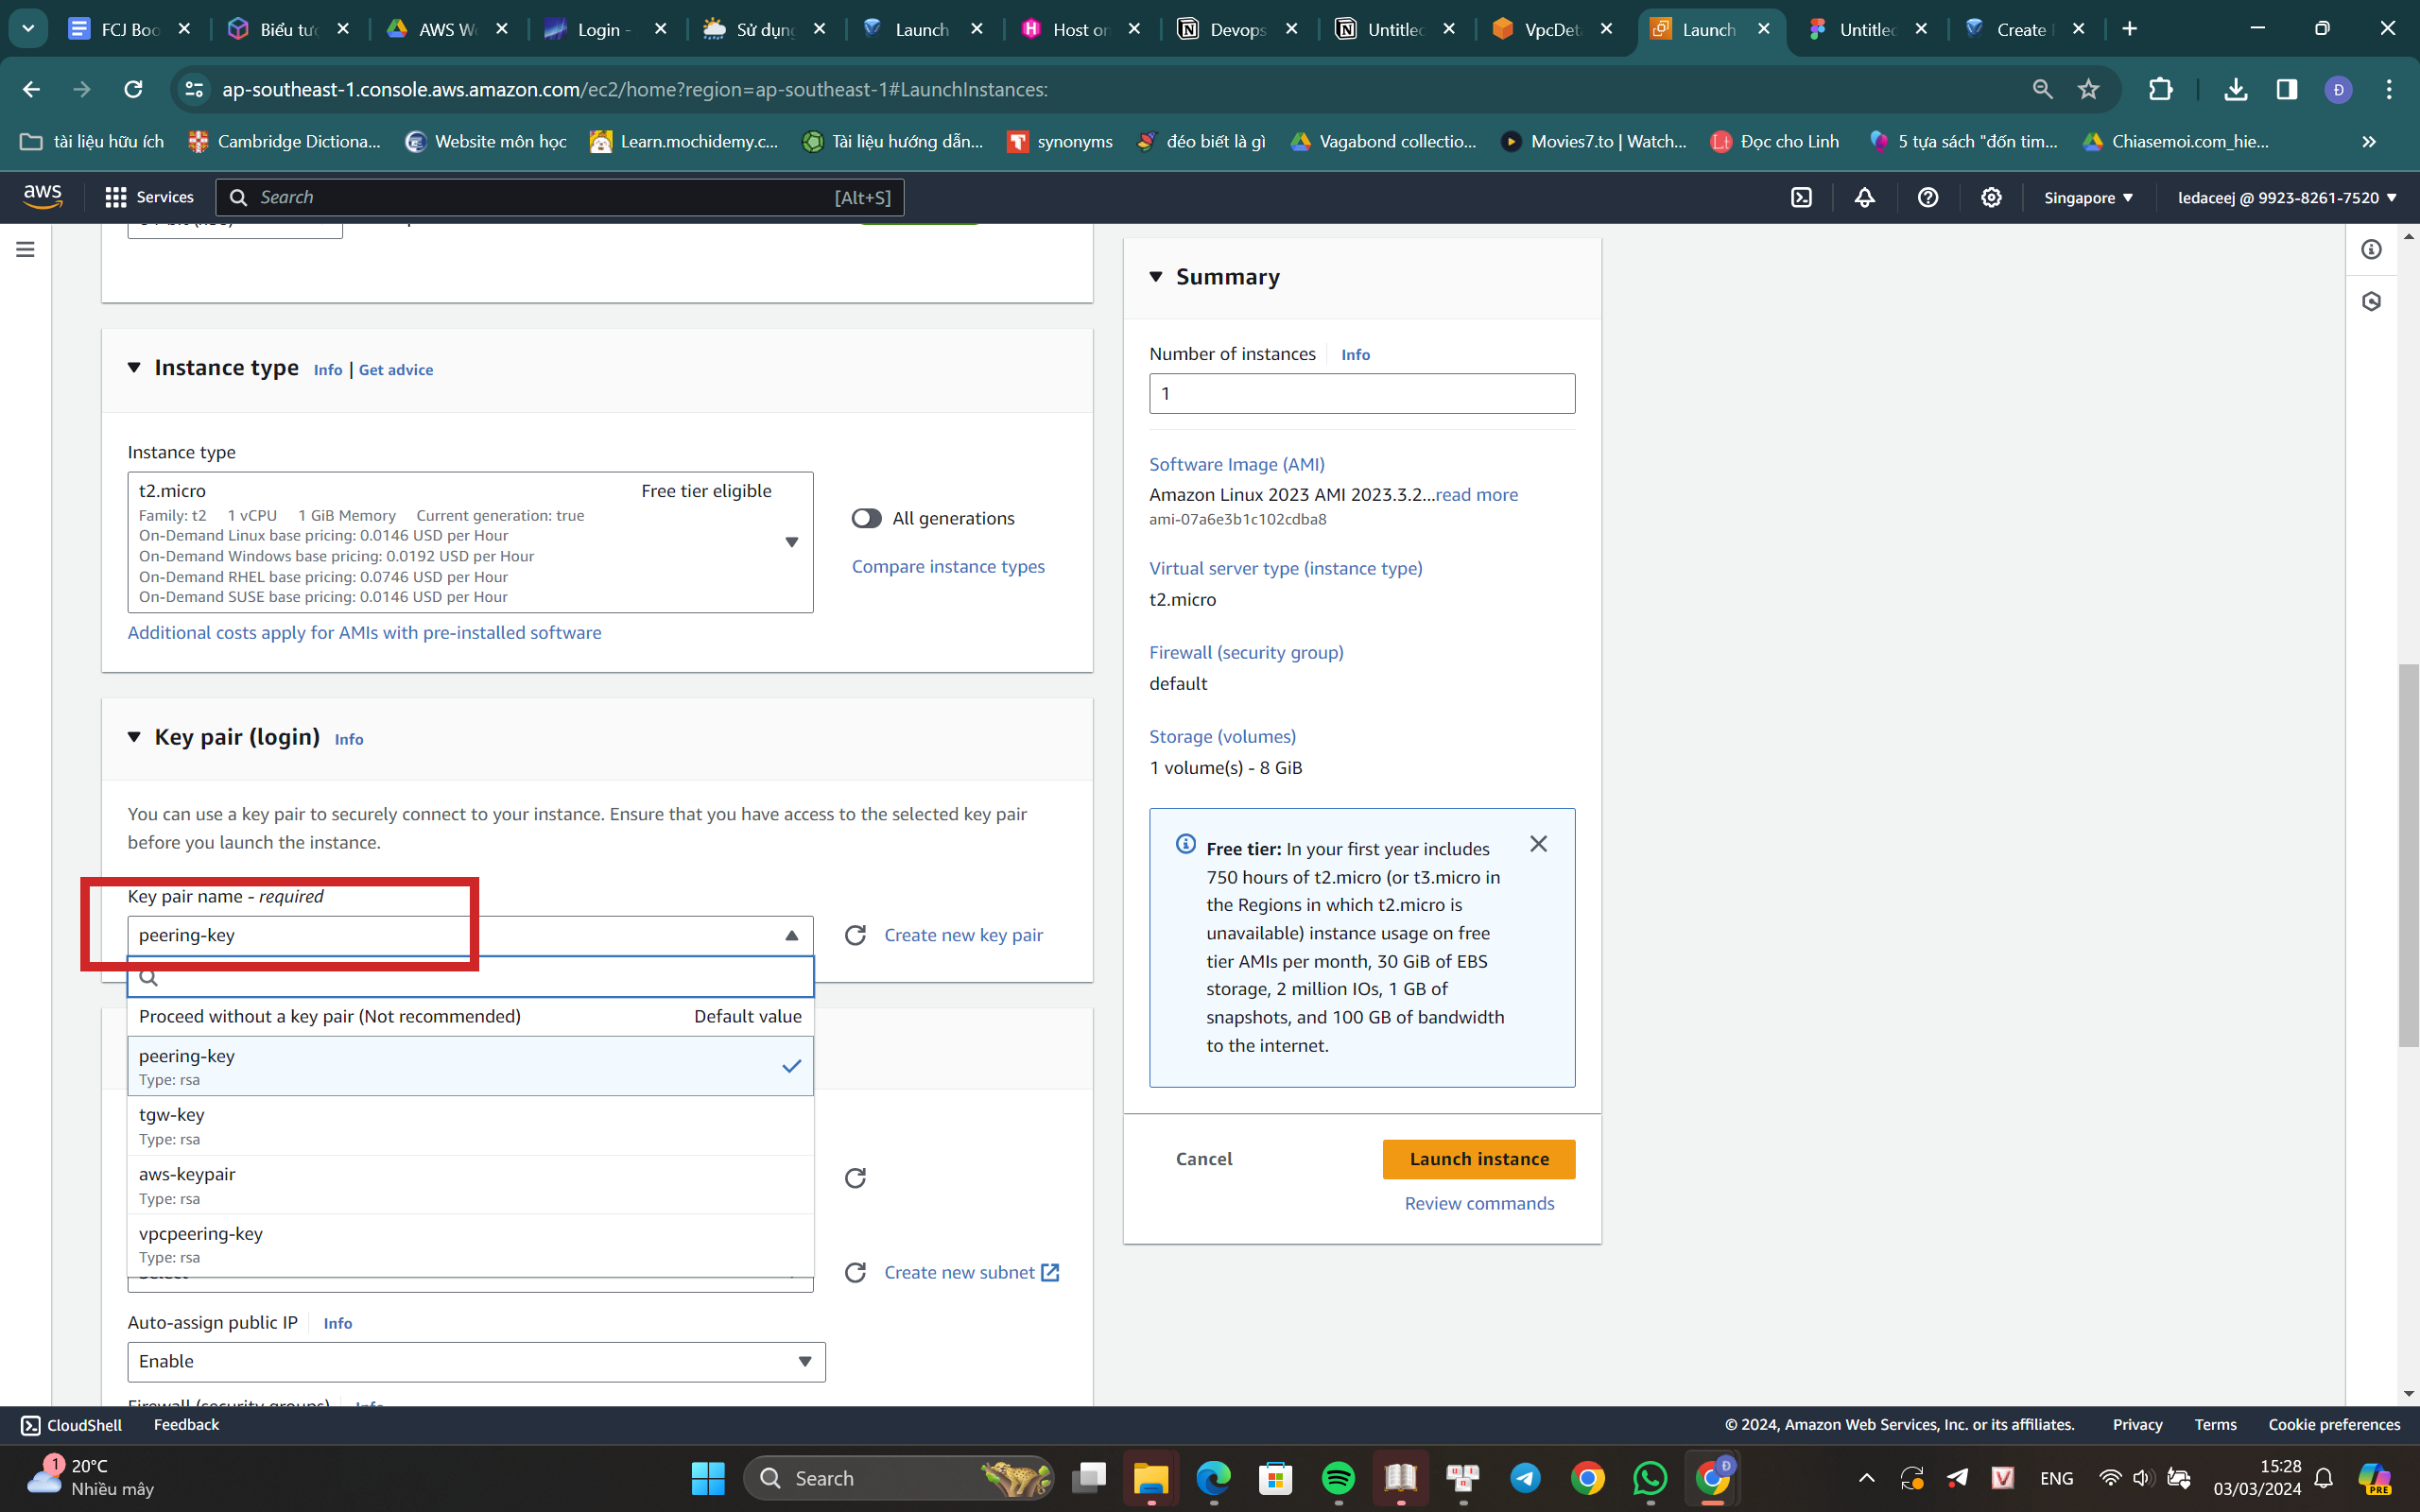 FCJ Boo
Biểu tư
AWS W
Login -
Sử dụn
Launch
Host on
Devops
Untitled
VpcDet
Launch
Untitled
Create
ap-southeast-1.console.aws.amazon.com/ec2/home?region=ap-southeast-1#LaunchInstances:
Đ
tài liệu hữu ích
Cambridge Dictiona...
Website môn học
Learn.mochidemy.c...
Tài liệu hướng dẫn...
synonyms
đéo biết là gì
Vagabond collectio...
Movies7.to | Watch...
Đọc cho Linh
5 tựa sách "đốn tim...
Chiasemoi.com_hie...
aws
Services
Search
[Alt+S]
Singapore
ledaceej @ 9923-8261-7520
Instance type Info | Get advice
Instance type
t2.micro
Free tier eligible
Family: t2 1 vCPU 1 GiB Memory Current generation: true
On-Demand Linux base pricing: 0.0146 USD per Hour
On-Demand Windows base pricing: 0.0192 USD per Hour
On-Demand RHEL base pricing: 0.0746 USD per Hour
On-Demand SUSE base pricing: 0.0146 USD per Hour
All generations
Compare instance types
Additional costs apply for AMIs with pre-installed software
Key pair (login) Info
You can use a key pair to securely connect to your instance. Ensure that you have access to the selected key pair
before you launch the instance.
Key pair name - required
peering-key
Create new key pair
Proceed without a key pair (Not recommended)
Default value
peering-key
Type: rsa
tgw-key
Type: rsa
aws-keypair
Type: rsa
vpcpeering-key
Type: rsa
Create new subnet
Auto-assign public IP Info
Enable
Firewall (security groups) Info
Summary
Number of instances Info
1
Software Image (AMI)
Amazon Linux 2023 AMI 2023.3.2...read more
ami-07a6e3b1c102cdba8
Virtual server type (instance type)
t2.micro
Firewall (security group)
default
Storage (volumes)
1 volume(s) - 8 GiB
Free tier: In your first year includes
750 hours of t2.micro (or t3.micro in
the Regions in which t2.micro is
unavailable) instance usage on free
tier AMIs per month, 30 GiB of EBS
storage, 2 million IOs, 1 GB of
snapshots, and 100 GB of bandwidth
to the internet.
Cancel
Launch instance
Review commands
CloudShell
Feedback
© 2024, Amazon Web Services, Inc. or its affiliates.
Privacy
Terms
Cookie preferences
1
20°C
Nhiều mây
Search
Đ
ENG
15:28
03/03/2024
PRE